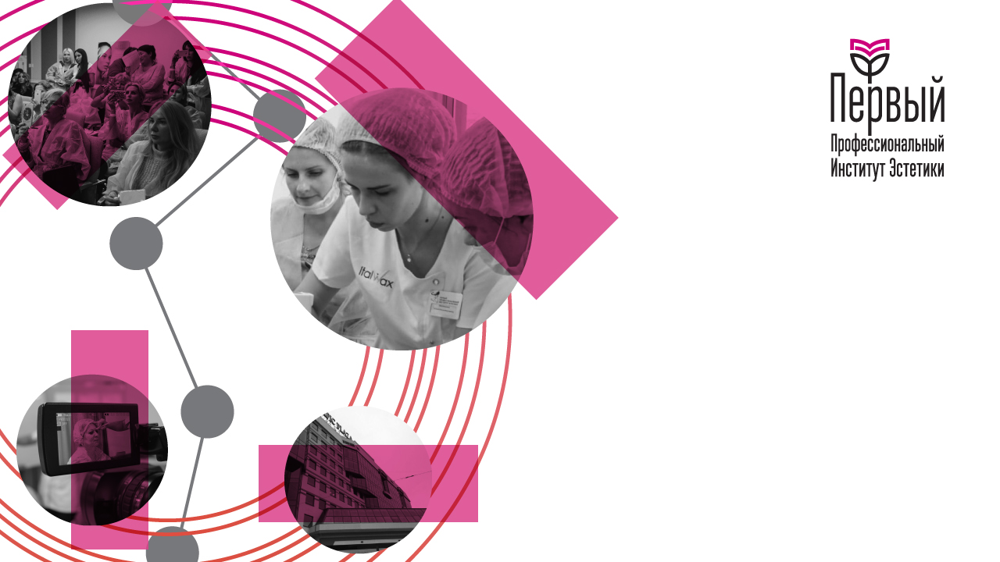 Первый
Профессиональный
Институт Эстетики
ItalWax